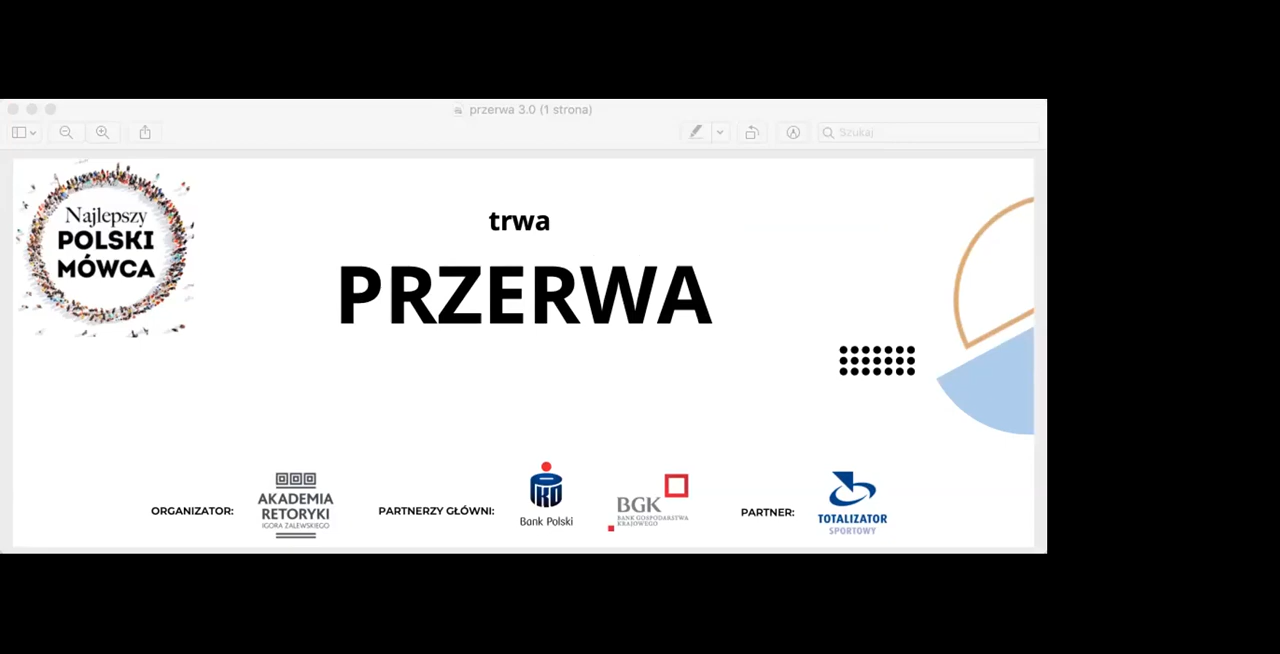 przerwa 3.0 (1 strona)
Szukaj
Najlepszy
POLSKI
MÓWCA
trwa
PRZERWA
ORGANIZATOR:
AKADEMIA
RETORYKI
IGORA ZALEWSKIEGO
PARTNERZY GŁÓWNI:
PKO
Bank Polski
BGK
BANK GOSPODARSTWA
KRAJOWEGO
PARTNER:
TOTALIZATOR
SPORTOWY